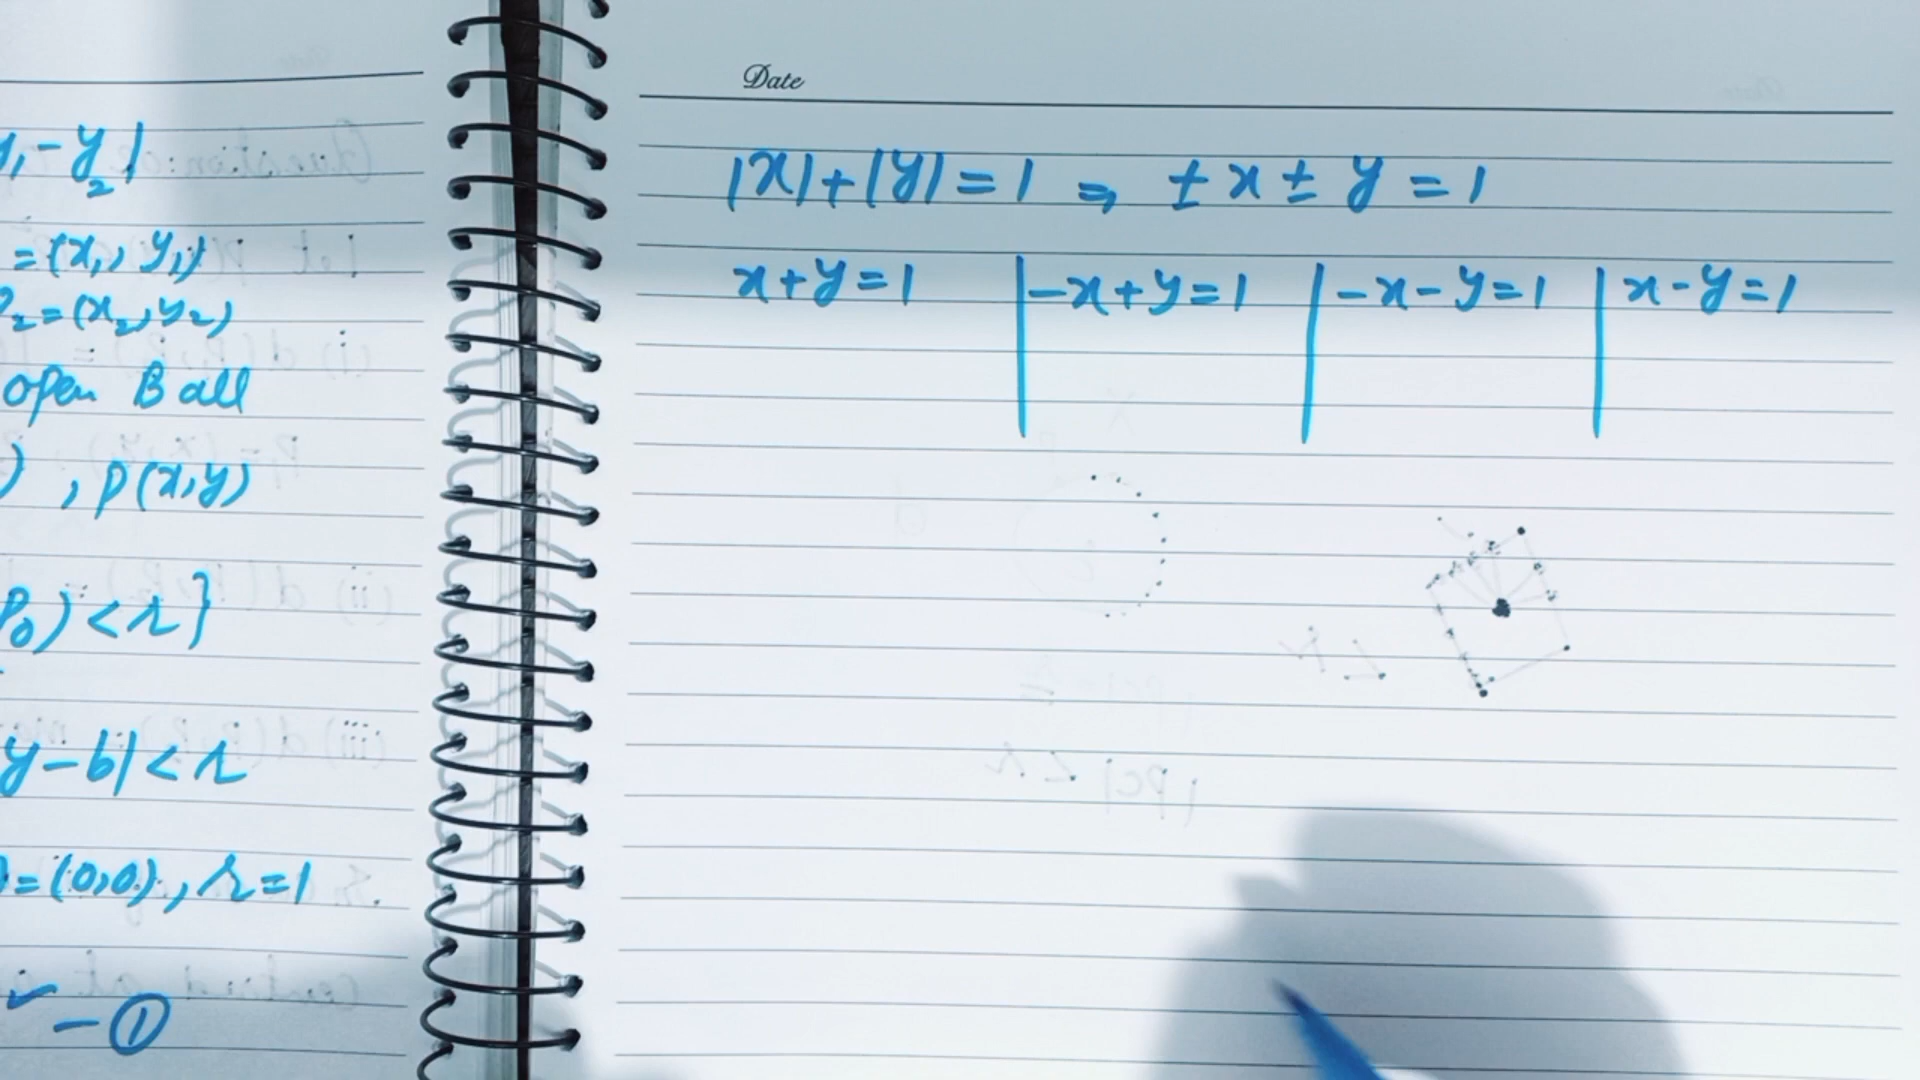 y₁-y₂|
=(x₁,y₁)
P₂=(x₂,y₂)
open Ball
), p(x,y)
P₀)<r}
y-b|<r
=(0,0), r=1
-①
Date
|x|+|y|=1 ⇒ ±x±y=1
x+y=1 | -x+y=1 | -x-y=1 | x-y=1